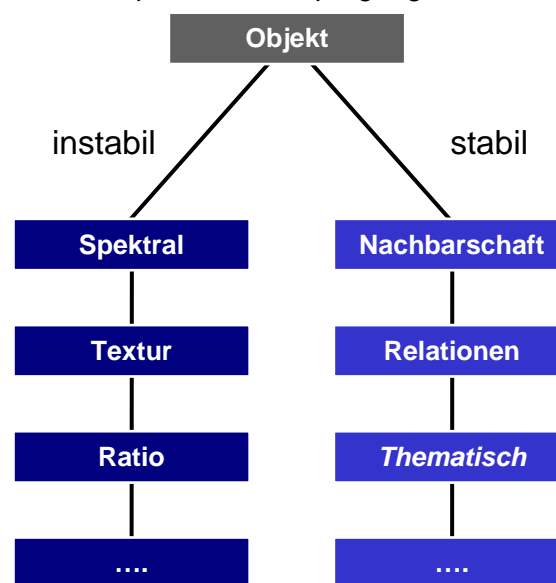 Objekt
instabil
stabil
Spektral
Nachbarschaft
Textur
Relationen
Ratio
Thematisch
....
....